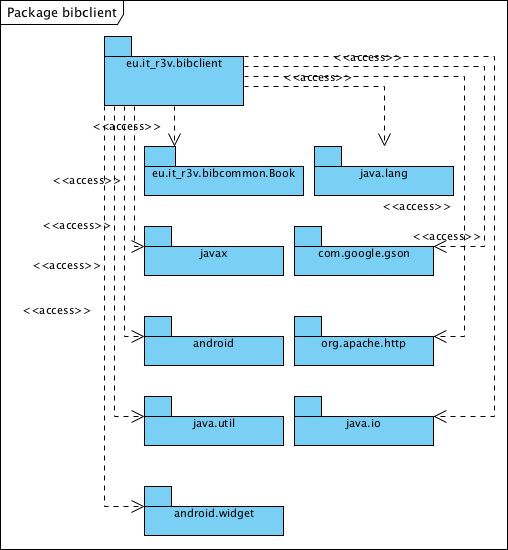 Package bibclient
eu.it_r3v.bibclient
<<access>>
<<access>>
<<access>>
eu.it_r3v.bibcommon.Book
java.lang
<<access>>
<<access>>
<<access>>
<<access>>
javax
com.google.gson
<<access>>
<<access>>
android
org.apache.http
java.util
java.io
android.widget